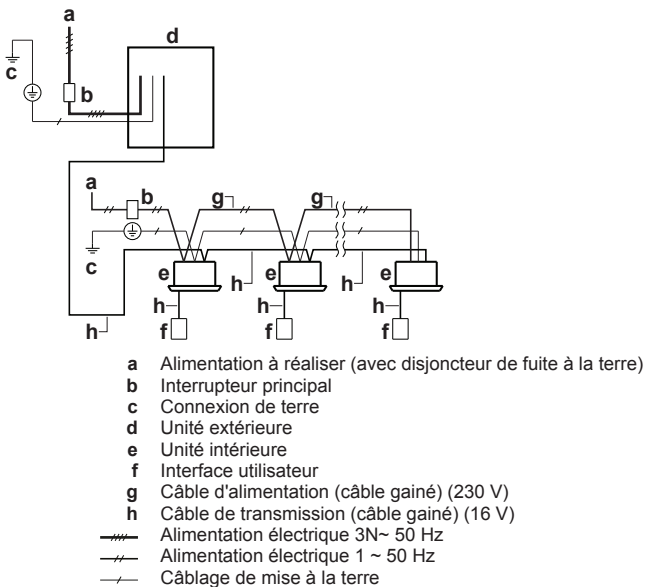 a
d
c
b
a
b
g
g
c
e
h
e
h
e
h
h
h
h
h
f
f
f
a Alimentation à réaliser (avec disjoncteur de fuite à la terre)
b Interrupteur principal
c Connexion de terre
d Unité extérieure
e Unité intérieure
f Interface utilisateur
g Câble d'alimentation (câble gainé) (230 V)
h Câble de transmission (câble gainé) (16 V)
Alimentation électrique 3N~ 50 Hz
Alimentation électrique 1 ~ 50 Hz
Câblage de mise à la terre